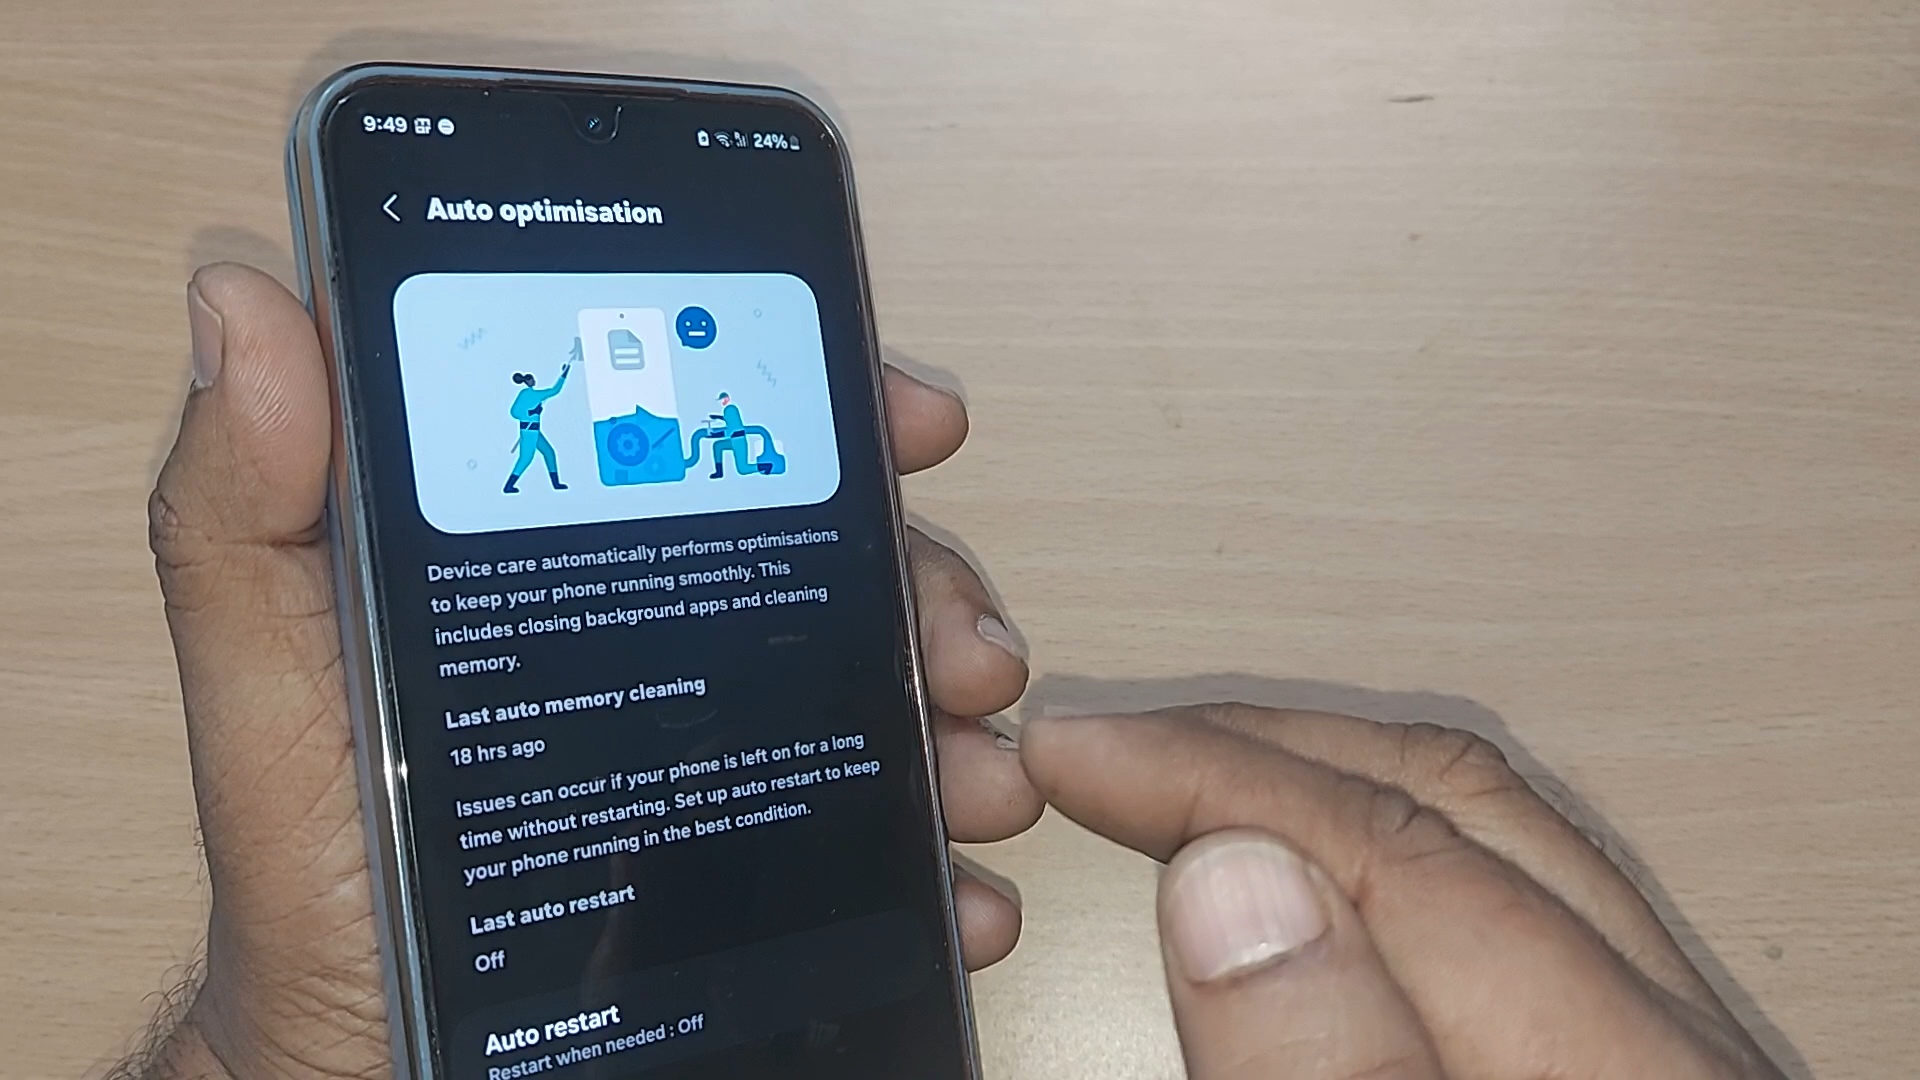 9:49
24%
Auto optimisation
Device care automatically performs optimisations
to keep your phone running smoothly. This
includes closing background apps and cleaning
memory.
Last auto memory cleaning
18 hrs ago
Issues can occur if your phone is left on for a long
time without restarting. Set up auto restart to keep
your phone running in the best condition.
Last auto restart
Off
Auto restart
Restart when needed : Off